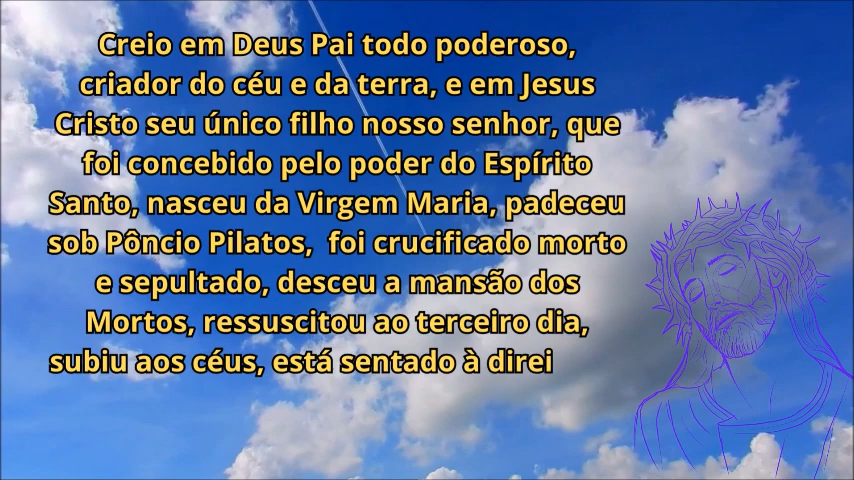 Creio em Deus Pai todo poderoso,
criador do céu e da terra, e em Jesus
Cristo seu único filho nosso senhor, que
foi concebido pelo poder do Espírito
Santo, nasceu da Virgem Maria, padeceu
sob Pôncio Pilatos,  foi crucificado morto
e sepultado, desceu a mansão dos
Mortos, ressuscitou ao terceiro dia,
subiu aos céus, está sentado à direi